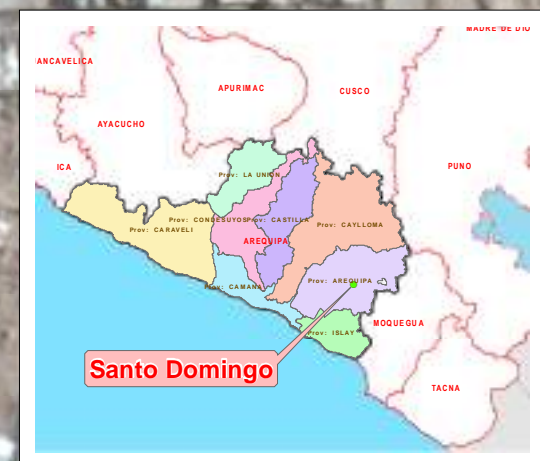 MADRE DE DIO
ANCAVELICA
APURIMAC
CUSCO
AYACUCHO
ICA
PUNO
Prov: LA UNIÓN
Prov: CONDESUYOS
Prov: CASTILLA
Prov: CARAVELI
Prov: CAYLLOMA
AREQUIPA
Prov: AREQUIPA
Prov: CAMANA
MOQUEGUA
Prov: ISLAY
Santo Domingo
TACNA